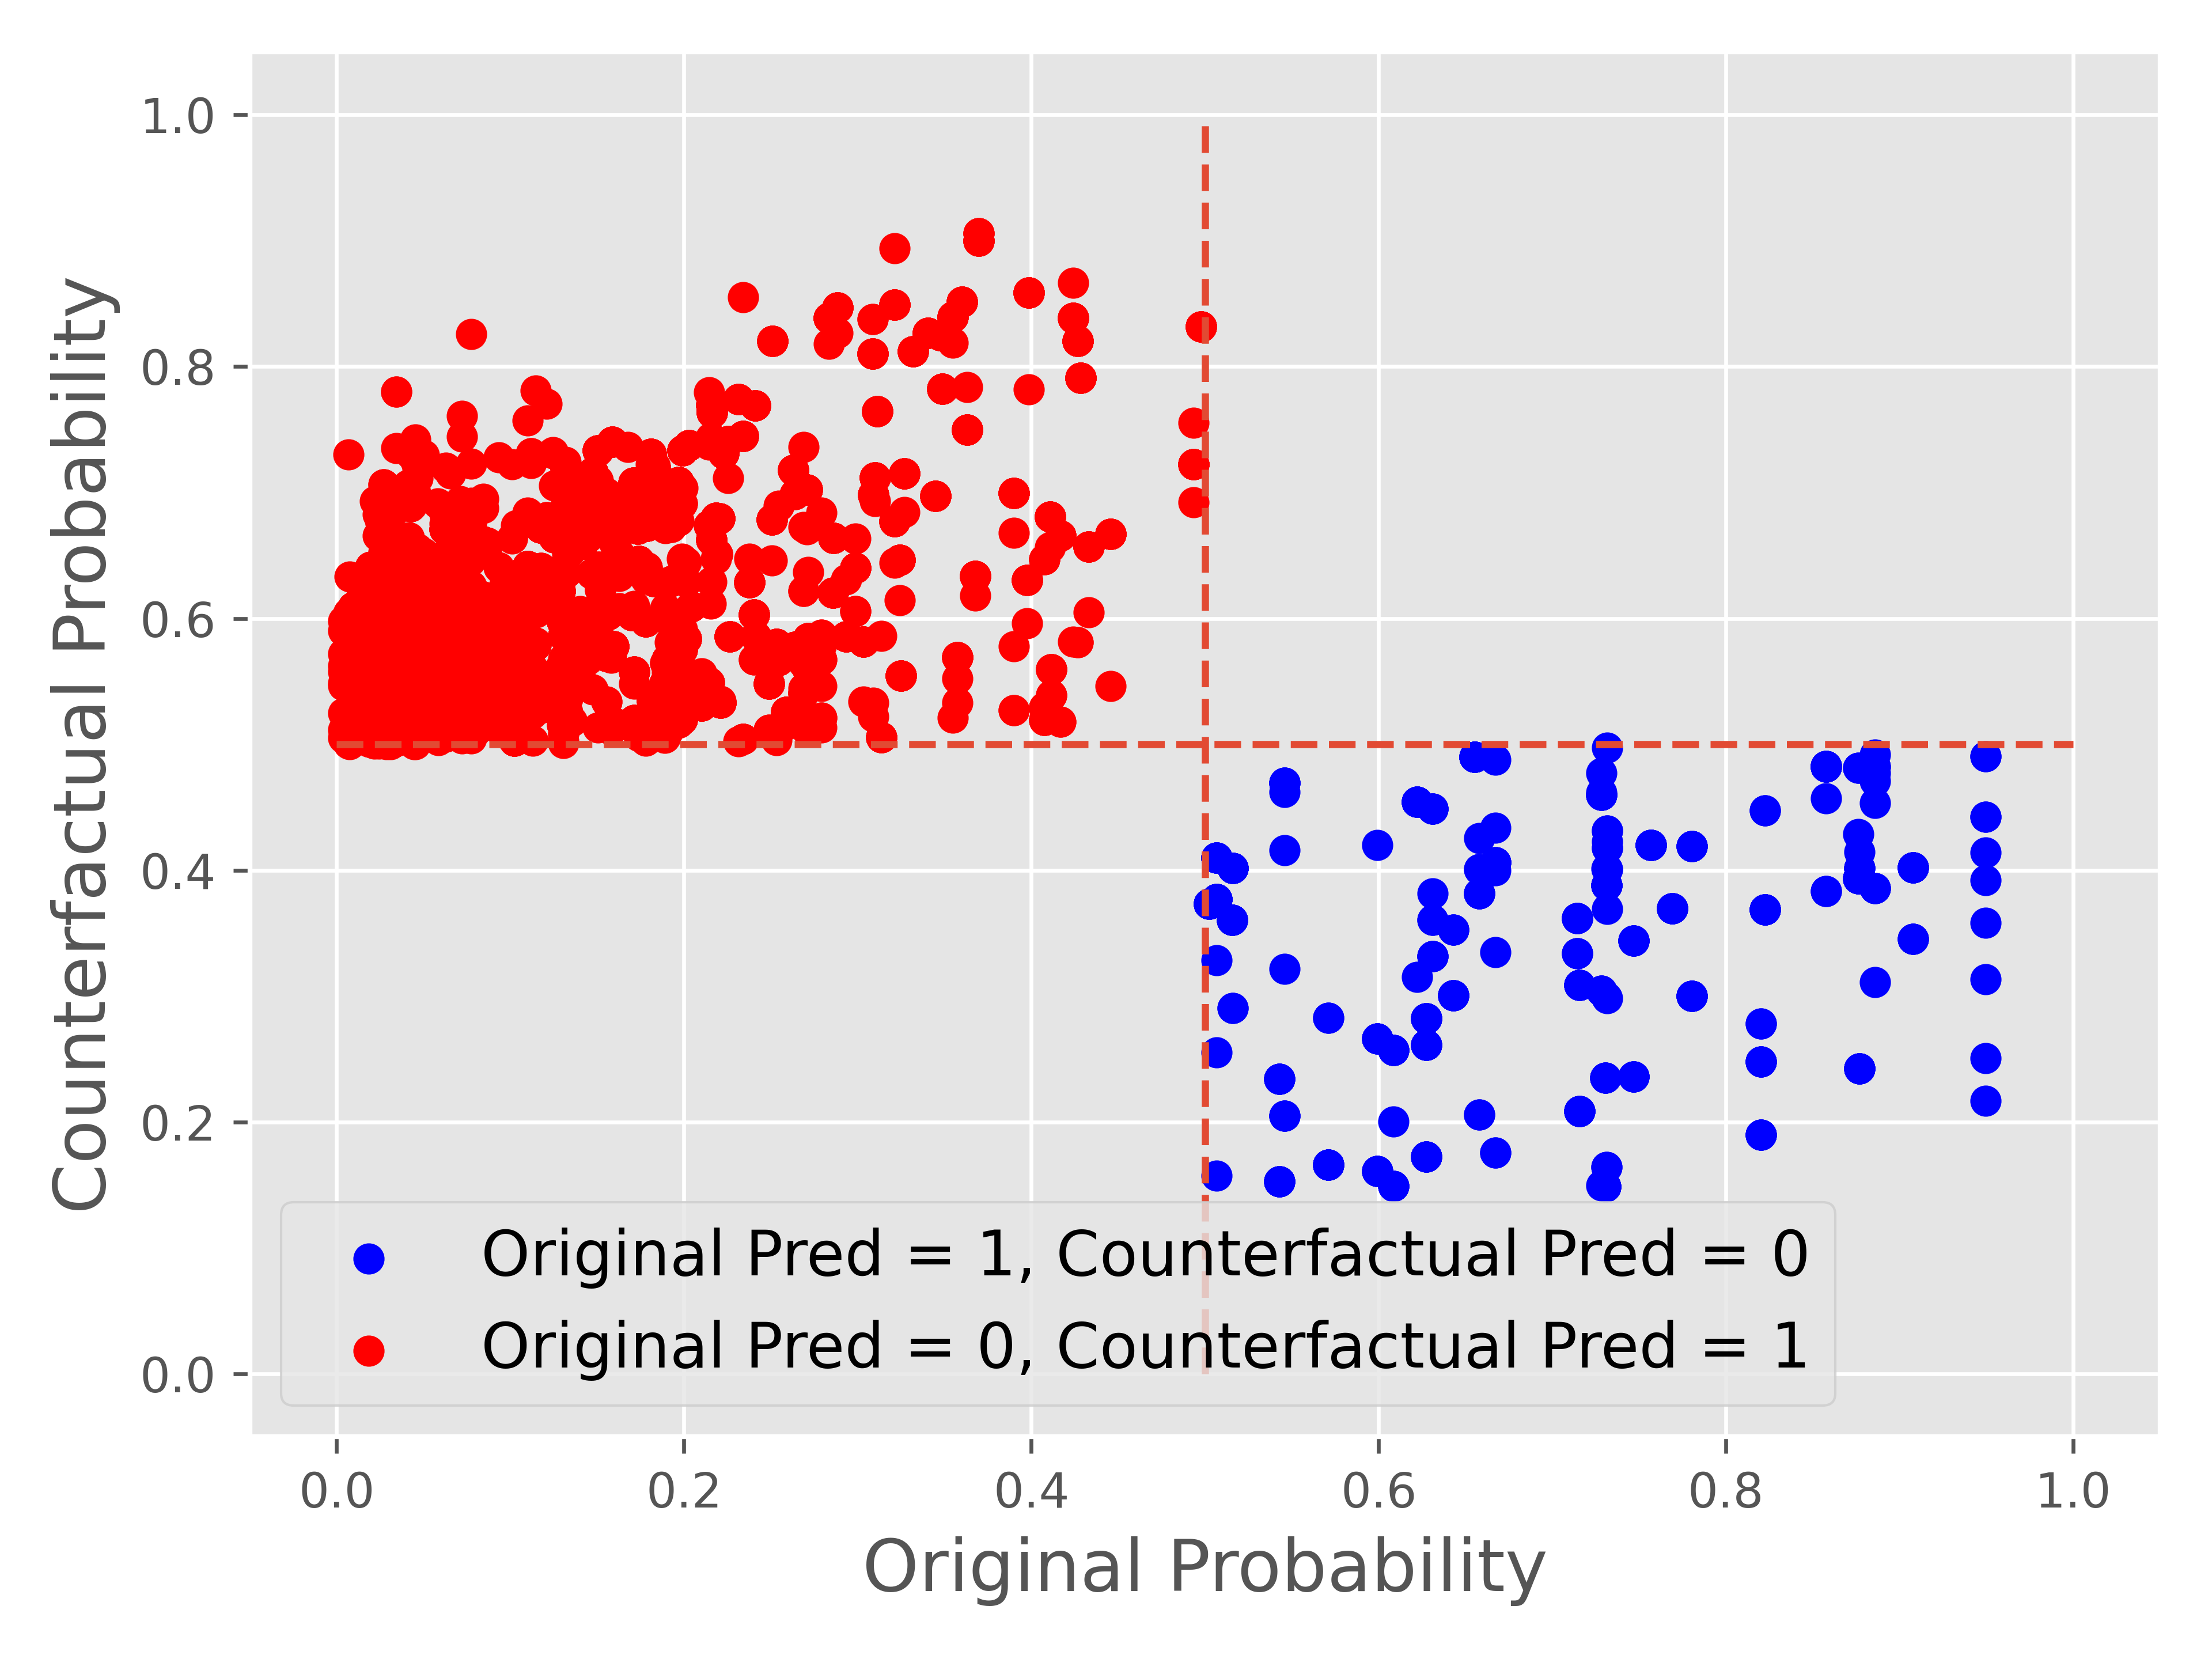 Counterfactual Probability
1.0
0.8
0.6
0.4
0.2
0.0
Original Pred = 1, Counterfactual Pred = 0
Original Pred = 0, Counterfactual Pred = 1
0.0 0.2 0.4 0.6 0.8 1.0
Original Probability